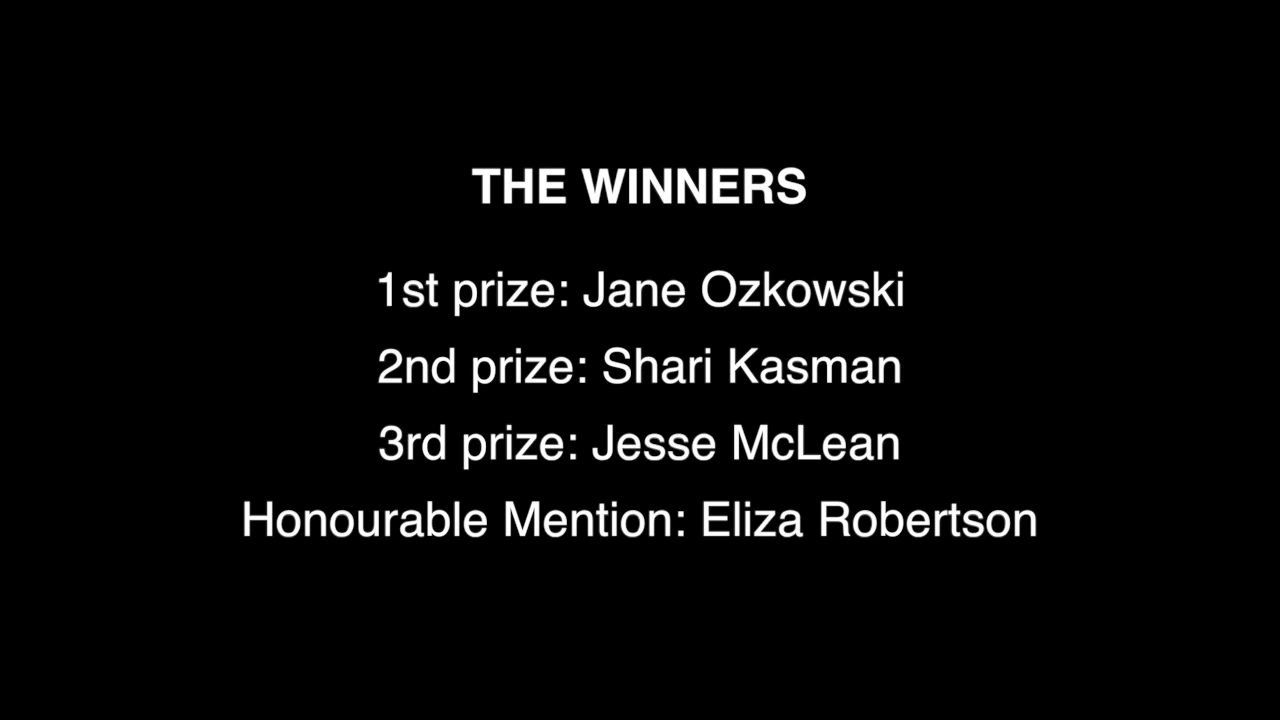 THE WINNERS
1st prize: Jane Ozkowski
2nd prize: Shari Kasman
3rd prize: Jesse McLean
Honourable Mention: Eliza Robertson